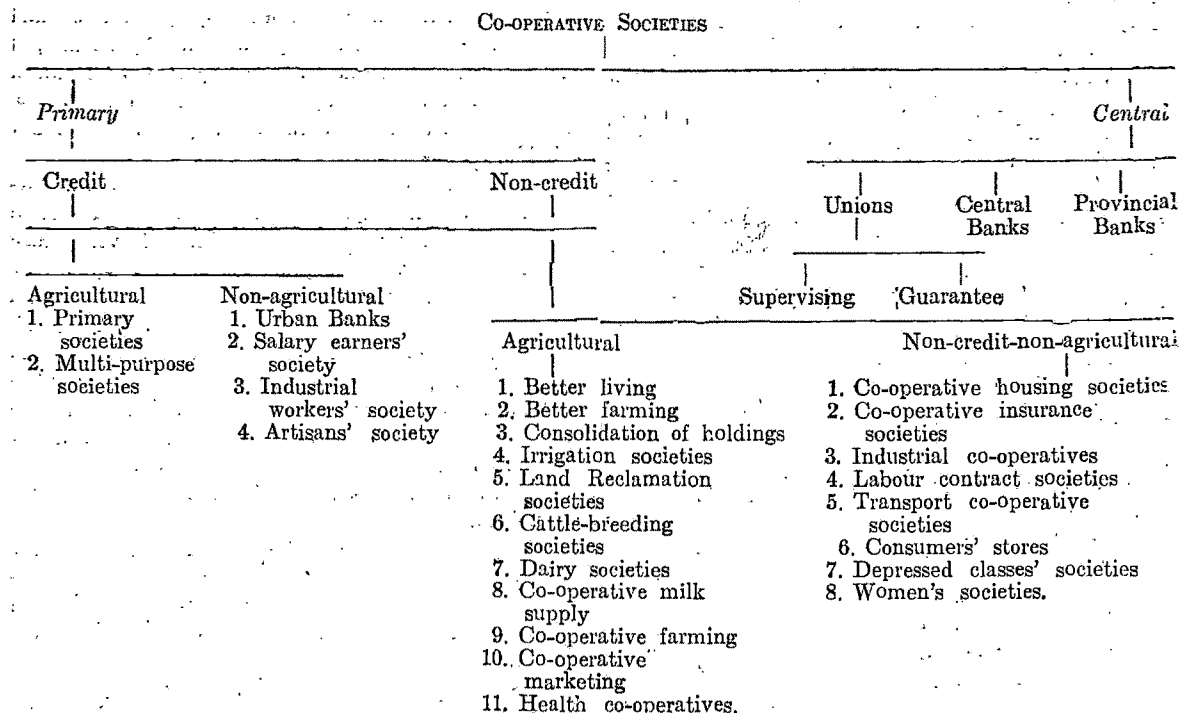 CO-OPERATIVE SOCIETIES
Primary
Central
Credit
Non-credit
Unions
Central
Banks
Provincial
Banks
Supervising
Guarantee
Agricultural
1. Primary
societies
2. Multi-purpose
societies
Non-agricultural
1. Urban Banks
2. Salary earners'
society
3. Industrial
workers' society
4. Artisans' society
Agricultural
1. Better living
2. Better farming
3. Consolidation of holdings
4. Irrigation societies
5. Land Reclamation
societies
6. Cattle-breeding
societies
7. Dairy societies
8. Co-operative milk
supply
9. Co-operative farming
10. Co-operative
marketing
11. Health co-operatives.
Non-credit-non-agricultural
1. Co-operative housing societies
2. Co-operative insurance
societies
3. Industrial co-operatives
4. Labour contract societies
5. Transport co-operative
societies
6. Consumers' stores
7. Depressed classes' societies
8. Women's societies.